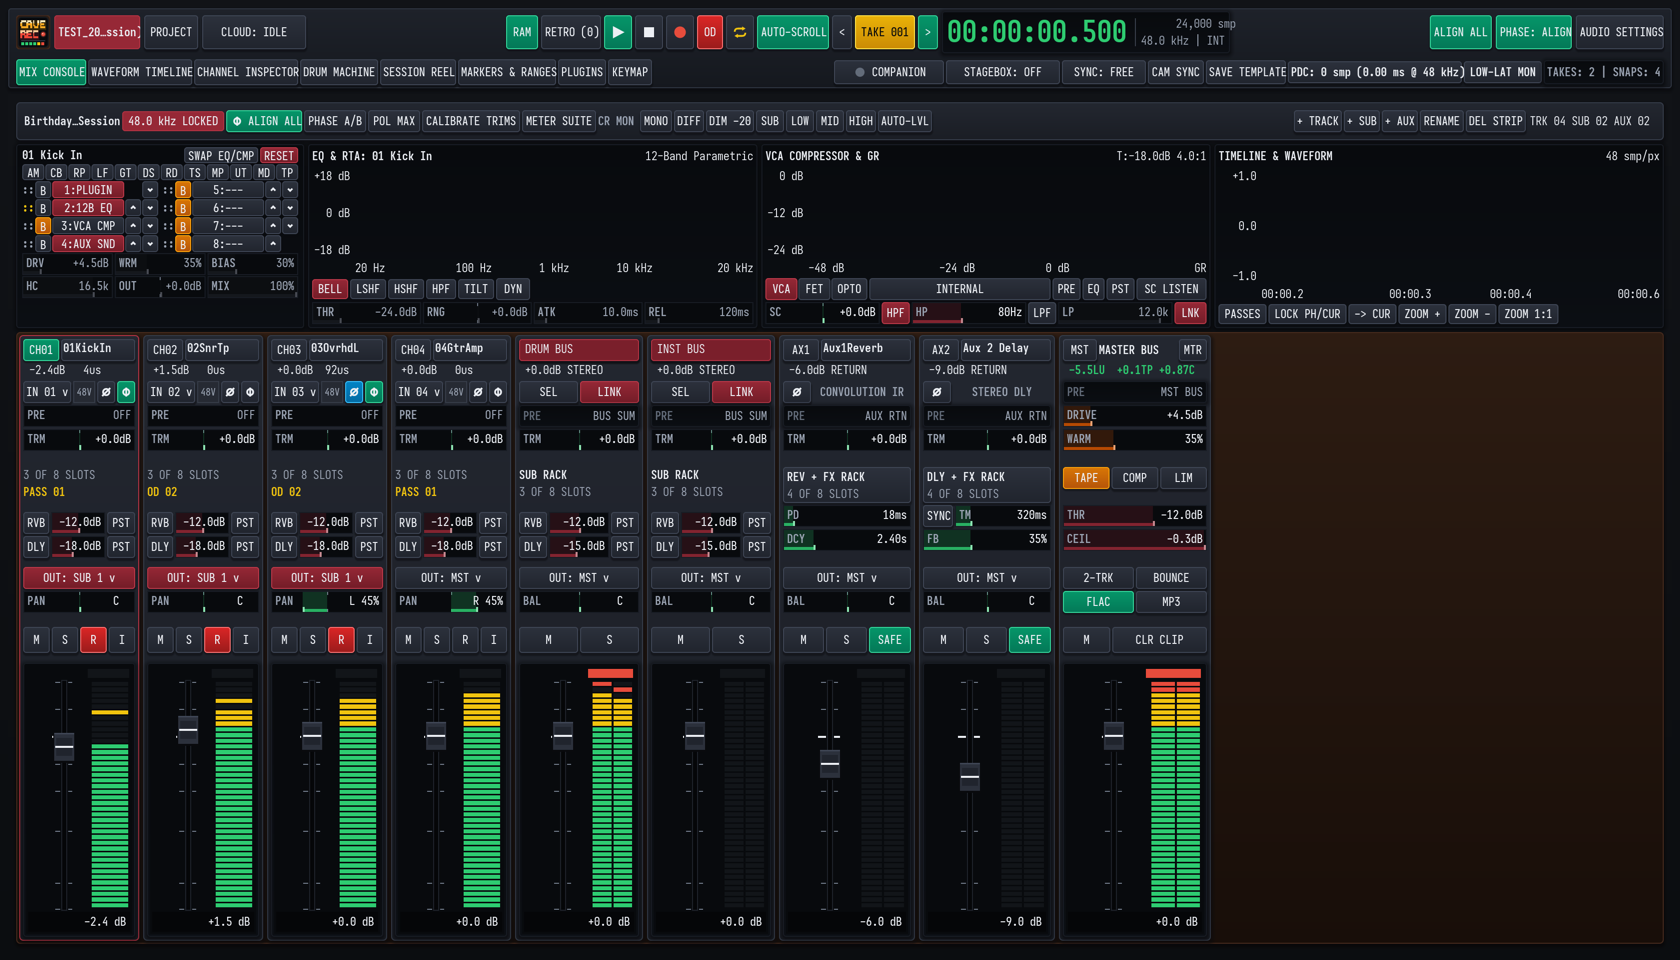 CAVE REC
TEST_20…ssion] PROJECT CLOUD: IDLE RAM RETRO (0) OD AUTO-SCROLL < TAKE 001 > 00:00:00.500 24,000 smp 48.0 kHz | INT ALIGN ALL PHASE: ALIGN AUDIO SETTINGS
MIX CONSOLE WAVEFORM TIMELINE CHANNEL INSPECTOR DRUM MACHINE SESSION REEL MARKERS & RANGES PLUGINS KEYMAP COMPANION STAGEBOX: OFF SYNC: FREE CAM SYNC SAVE TEMPLATE PDC: 0 smp (0.00 ms @ 48 kHz) LOW-LAT MON TAKES: 2 | SNAPS: 4
Birthday…Session 48.0 kHz LOCKED Φ ALIGN ALL PHASE A/B POL MAX CALIBRATE TRIMS METER SUITE CR MON MONO DIFF DIM -20 SUB LOW MID HIGH AUTO-LVL + TRACK + SUB + AUX RENAME DEL STRIP TRK 04 SUB 02 AUX 02
01 Kick In SWAP EQ/CMP RESET
AM CB RP LF GT DS RD TS MP UT MD TP
B 1:PLUGIN B 5:---
B 2:12B EQ B 6:---
B 3:VCA CMP B 7:---
B 4:AUX SND B 8:---
DRV +4.5dB WRM 35% BIAS 30%
HC 16.5k OUT +0.0dB MIX 100%
EQ & RTA: 01 Kick In 12-Band Parametric
+18 dB
0 dB
-18 dB
20 Hz 100 Hz 1 kHz 10 kHz 20 kHz
BELL LSHF HSHF HPF TILT DYN
THR -24.0dB RNG +0.0dB ATK 10.0ms REL 120ms
VCA COMPRESSOR & GR T:-18.0dB 4.0:1
0 dB
-12 dB
-24 dB
-48 dB -24 dB 0 dB GR
VCA FET OPTO INTERNAL PRE EQ PST SC LISTEN
SC +0.0dB HPF HP 80Hz LPF LP 12.0k LNK
TIMELINE & WAVEFORM 48 smp/px
+1.0
0.0
-1.0
00:00.2 00:00.3 00:00.4 00:00.6
PASSES LOCK PH/CUR -> CUR ZOOM + ZOOM - ZOOM 1:1
CH01 01KickIn
-2.4dB 4us
IN 01 v 48V Ø Φ
PRE OFF
TRM +0.0dB
3 OF 8 SLOTS
PASS 01
RVB -12.0dB PST
DLY -18.0dB PST
OUT: SUB 1 v
PAN C
M S R I
-2.4 dB
CH02 02SnrTp
+1.5dB 0us
IN 02 v 48V Ø Φ
PRE OFF
TRM +0.0dB
3 OF 8 SLOTS
OD 02
RVB -12.0dB PST
DLY -18.0dB PST
OUT: SUB 1 v
PAN C
M S R I
+1.5 dB
CH03 03OvrhdL
+0.0dB 92us
IN 03 v 48V Ø Φ
PRE OFF
TRM +0.0dB
3 OF 8 SLOTS
OD 02
RVB -12.0dB PST
DLY -18.0dB PST
OUT: SUB 1 v
PAN L 45%
M S R I
+0.0 dB
CH04 04GtrAmp
+0.0dB 0us
IN 04 v 48V Ø Φ
PRE OFF
TRM +0.0dB
3 OF 8 SLOTS
PASS 01
RVB -12.0dB PST
DLY -18.0dB PST
OUT: MST v
PAN R 45%
M S R I
+0.0 dB
DRUM BUS
+0.0dB STEREO
SEL LINK
PRE BUS SUM
TRM +0.0dB
SUB RACK
3 OF 8 SLOTS
RVB -12.0dB PST
DLY -15.0dB PST
OUT: MST v
BAL C
M S
+0.0 dB
INST BUS
+0.0dB STEREO
SEL LINK
PRE BUS SUM
TRM +0.0dB
SUB RACK
3 OF 8 SLOTS
RVB -12.0dB PST
DLY -15.0dB PST
OUT: MST v
BAL C
M S
+0.0 dB
AX1 Aux1Reverb
-6.0dB RETURN
Ø CONVOLUTION IR
PRE AUX RTN
TRM +0.0dB
REV + FX RACK
4 OF 8 SLOTS
PD 18ms
DCY 2.40s
OUT: MST v
BAL C
M S SAFE
-6.0 dB
AX2 Aux 2 Delay
-9.0dB RETURN
Ø STEREO DLY
PRE AUX RTN
TRM +0.0dB
DLY + FX RACK
4 OF 8 SLOTS
SYNC TM 320ms
FB 35%
OUT: MST v
BAL C
M S SAFE
-9.0 dB
MST MASTER BUS MTR
-5.5LU +0.1TP +0.87C
PRE MST BUS
DRIVE +4.5dB
WARM 35%
TAPE COMP LIM
THR -12.0dB
CEIL -0.3dB
2-TRK BOUNCE
FLAC MP3
M CLR CLIP
+0.0 dB